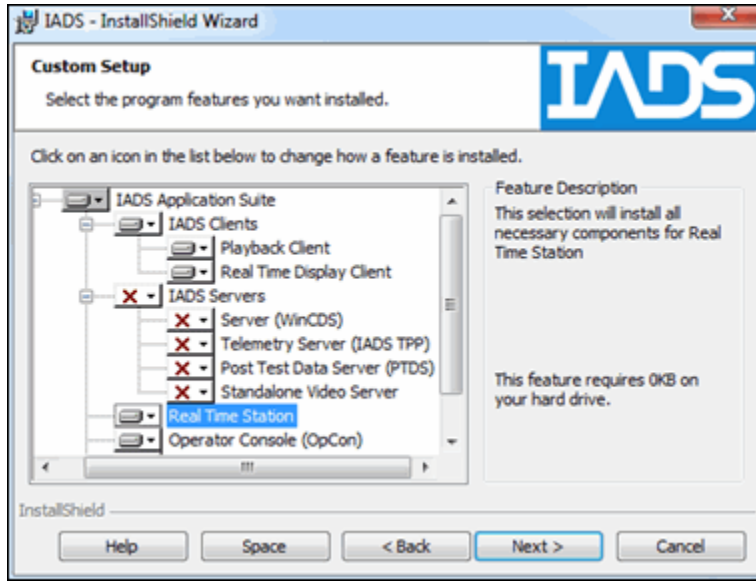 IADS - InstallShield Wizard
Custom Setup
Select the program features you want installed.
IADS
Click on an icon in the list below to change how a feature is installed.
IADS Application Suite
IADS Clients
Playback Client
Real Time Display Client
IADS Servers
Server (WinCDS)
Telemetry Server (IADS TPP)
Post Test Data Server (PTDS)
Standalone Video Server
Real Time Station
Operator Console (OpCon)
Feature Description
This selection will install all
necessary components for Real
Time Station
This feature requires 0KB on
your hard drive.
InstallShield
Help
Space
< Back
Next >
Cancel